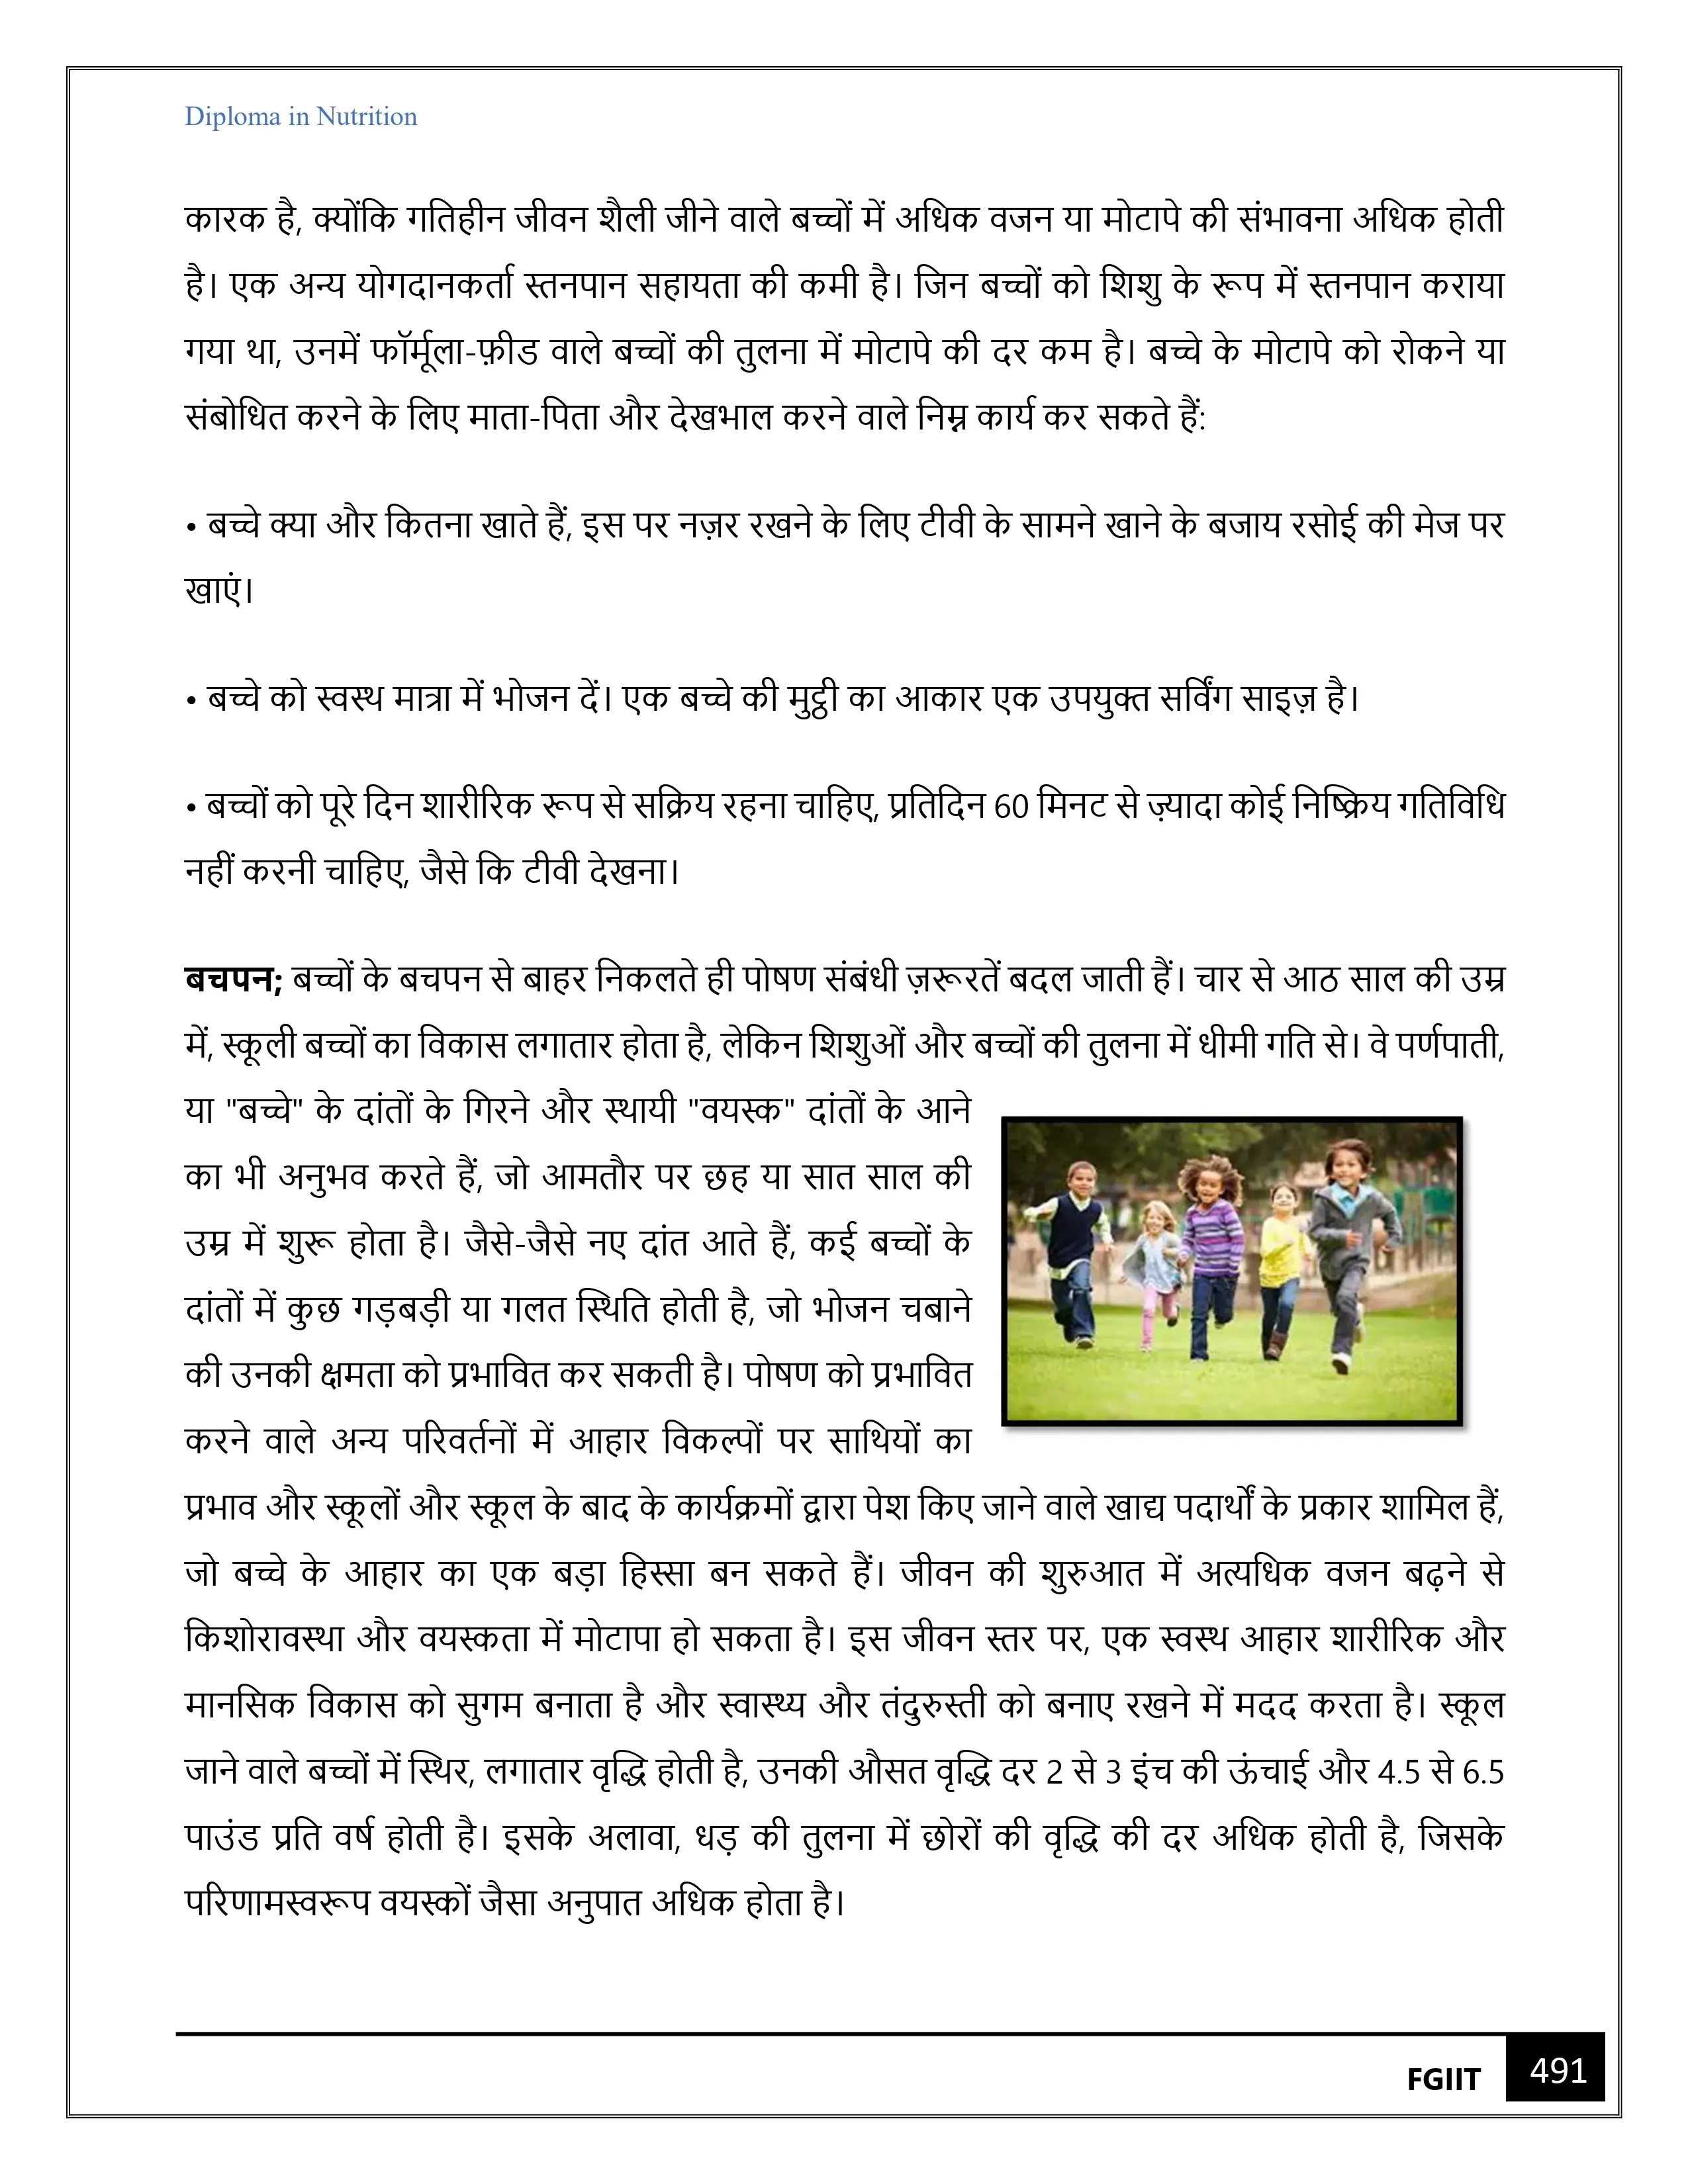 Diploma in Nutrition
कारक है, क्योंकि गतिहीन जीवन शैली जीने वाले बच्चों में अधिक वजन या मोटापे की संभावना अधिक होती
है। एक अन्य योगदानकर्ता स्तनपान सहायता की कमी है। जिन बच्चों को शिशु के रूप में स्तनपान कराया
गया था, उनमें फॉर्मूला-फ़ीड वाले बच्चों की तुलना में मोटापे की दर कम है। बच्चे के मोटापे को रोकने या
संबोधित करने के लिए माता-पिता और देखभाल करने वाले निम्न कार्य कर सकते हैं:
• बच्चे क्या और कितना खाते हैं, इस पर नज़र रखने के लिए टीवी के सामने खाने के बजाय रसोई की मेज पर
खाएं।
• बच्चे को स्वस्थ मात्रा में भोजन दें। एक बच्चे की मुट्ठी का आकार एक उपयुक्त सर्विंग साइज़ है।
• बच्चों को पूरे दिन शारीरिक रूप से सक्रिय रहना चाहिए, प्रतिदिन 60 मिनट से ज़्यादा कोई निष्क्रिय गतिविधि
नहीं करनी चाहिए, जैसे कि टीवी देखना।
बचपन; बच्चों के बचपन से बाहर निकलते ही पोषण संबंधी ज़रूरतें बदल जाती हैं। चार से आठ साल की उम्र
में, स्कूली बच्चों का विकास लगातार होता है, लेकिन शिशुओं और बच्चों की तुलना में धीमी गति से। वे पर्णपाती,
या "बच्चे" के दांतों के गिरने और स्थायी "वयस्क" दांतों के आने
का भी अनुभव करते हैं, जो आमतौर पर छह या सात साल की
उम्र में शुरू होता है। जैसे-जैसे नए दांत आते हैं, कई बच्चों के
दांतों में कुछ गड़बड़ी या गलत स्थिति होती है, जो भोजन चबाने
की उनकी क्षमता को प्रभावित कर सकती है। पोषण को प्रभावित
करने वाले अन्य परिवर्तनों में आहार विकल्पों पर साथियों का
प्रभाव और स्कूलों और स्कूल के बाद के कार्यक्रमों द्वारा पेश किए जाने वाले खाद्य पदार्थों के प्रकार शामिल हैं,
जो बच्चे के आहार का एक बड़ा हिस्सा बन सकते हैं। जीवन की शुरुआत में अत्यधिक वजन बढ़ने से
किशोरावस्था और वयस्कता में मोटापा हो सकता है। इस जीवन स्तर पर, एक स्वस्थ आहार शारीरिक और
मानसिक विकास को सुगम बनाता है और स्वास्थ्य और तंदुरुस्ती को बनाए रखने में मदद करता है। स्कूल
जाने वाले बच्चों में स्थिर, लगातार वृद्धि होती है, उनकी औसत वृद्धि दर 2 से 3 इंच की ऊंचाई और 4.5 से 6.5
पाउंड प्रति वर्ष होती है। इसके अलावा, धड़ की तुलना में छोरों की वृद्धि की दर अधिक होती है, जिसके
परिणामस्वरूप वयस्कों जैसा अनुपात अधिक होता है।
FGIIT 491